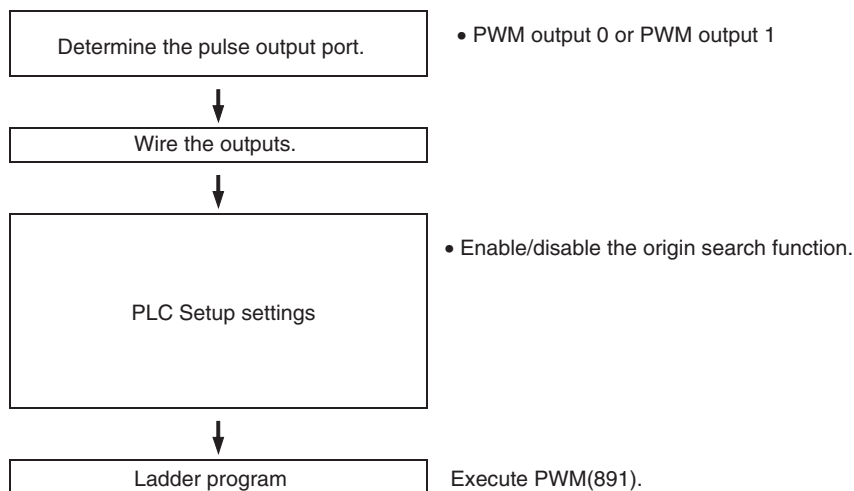 Determine the pulse output port.
• PWM output 0 or PWM output 1
Wire the outputs.
PLC Setup settings
• Enable/disable the origin search function.
Ladder program
Execute PWM(891).